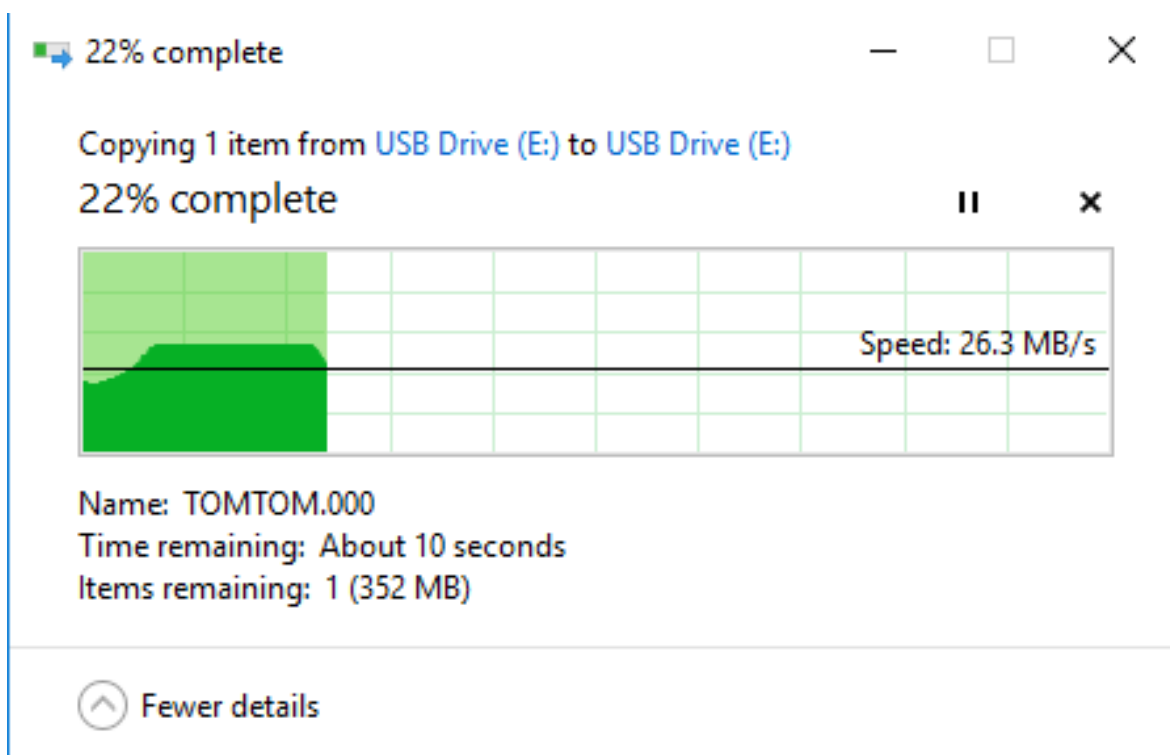 22% complete
Copying 1 item from USB Drive (E:) to USB Drive (E:)
22% complete
Speed: 26.3 MB/s
Name: TOMTOM.000
Time remaining: About 10 seconds
Items remaining: 1 (352 MB)
Fewer details